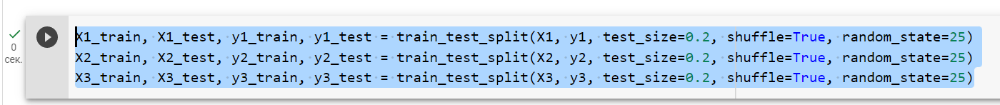 X1_train, X1_test, y1_train, y1_test = train_test_split(X1, y1, test_size=0.2, shuffle=True, random_state=25)
0
сек.
X2_train, X2_test, y2_train, y2_test = train_test_split(X2, y2, test_size=0.2, shuffle=True, random_state=25)
X3_train, X3_test, y3_train, y3_test = train_test_split(X3, y3, test_size=0.2, shuffle=True, random_state=25)